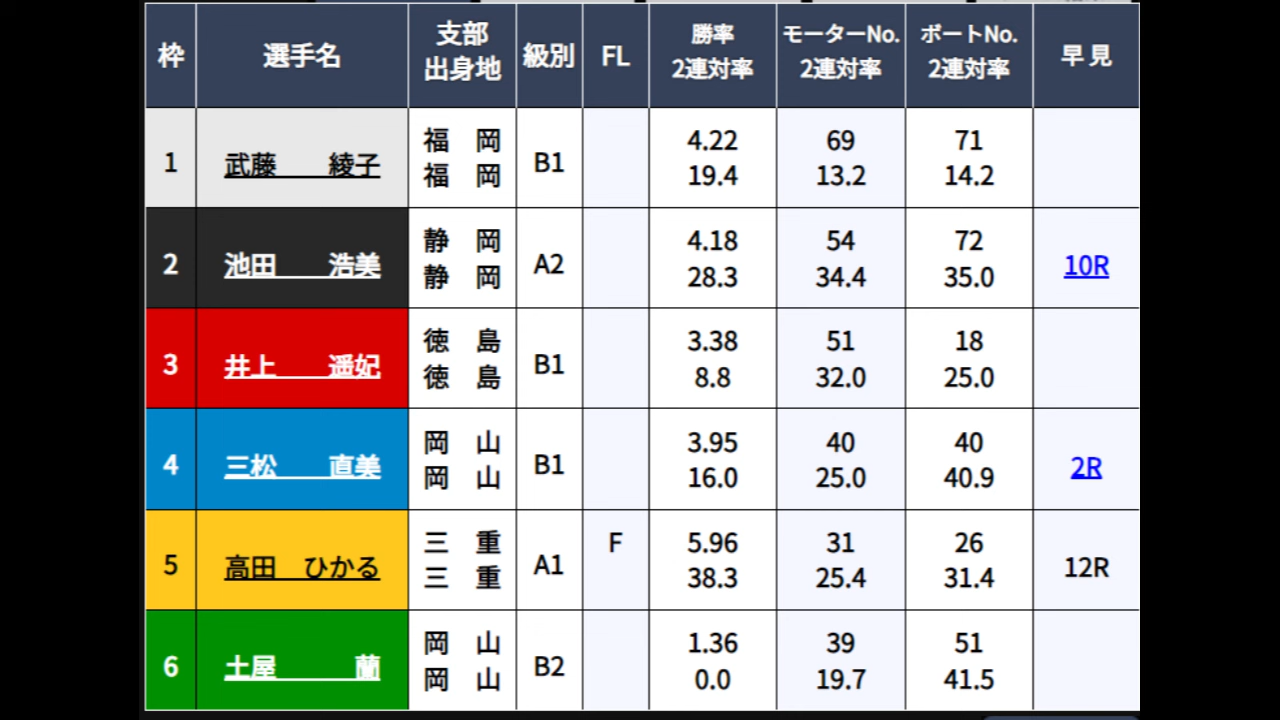 枠 選手名 支部 出身地 級別 FL 勝率 2連対率 モーターNo. 2連対率 ボートNo. 2連対率 早見
1 武藤 綾子 福岡 福岡 B1 4.22 19.4 69 13.2 71 14.2
2 池田 浩美 静岡 静岡 A2 4.18 28.3 54 34.4 72 35.0 10R
3 井上 遥妃 徳島 徳島 B1 3.38 8.8 51 32.0 18 25.0
4 三松 直美 岡山 岡山 B1 3.95 16.0 40 25.0 40 40.9 2R
5 高田 ひかる 三重 三重 A1 F 5.96 38.3 31 25.4 26 31.4 12R
6 土屋 蘭 岡山 岡山 B2 1.36 0.0 39 19.7 51 41.5